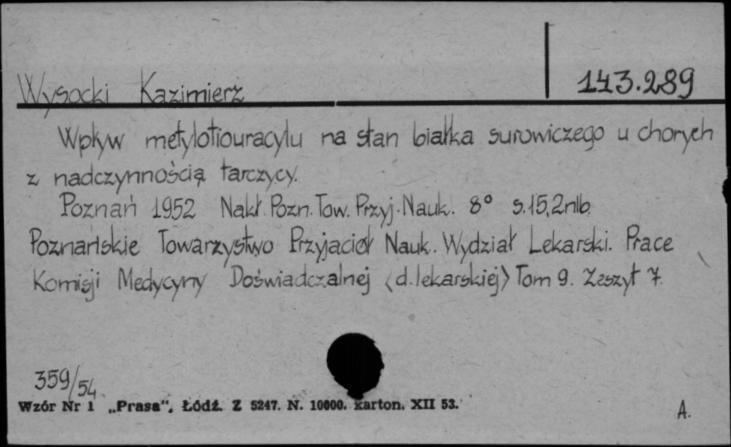 143.289
Wysocki Kazimierz
Wpływ metylotiouracylu na stan białka surowiczego u chorych
z nadczynnością tarczycy.
Poznań 1952 Nakł. Pozn. Tow. Przyj. Nauk. 8° s.15,2nlb.
Poznańskie Towarzystwo Przyjaciół Nauk. Wydział Lekarski. Prace
Komisji Medycyny Doświadczalnej (d. lekarskiej) Tom 9. Zeszyt 7.
359/54
Wzór Nr 1 „Prasa", Łódź. Z 5247. N. 10000. karton. XII 53.
A.